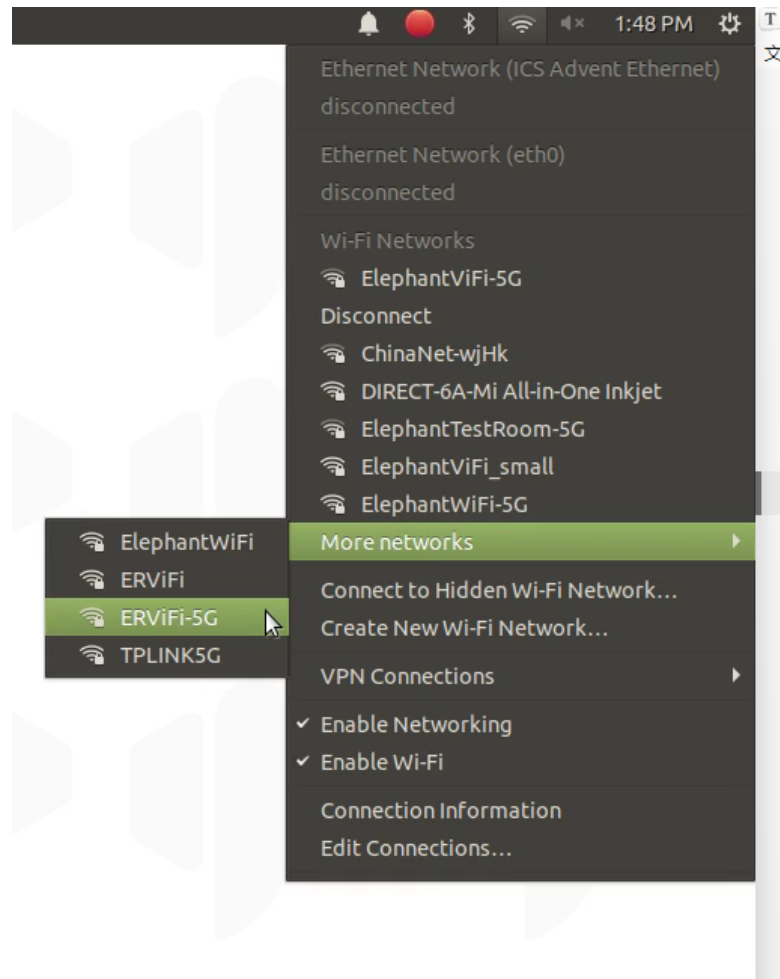 1:48 PM
T
文
Ethernet Network (ICS Advent Ethernet)
disconnected
Ethernet Network (eth0)
disconnected
Wi-Fi Networks
ElephantViFi-5G
Disconnect
ChinaNet-wjHk
DIRECT-6A-Mi All-in-One Inkjet
ElephantTestRoom-5G
ElephantViFi_small
ElephantWiFi-5G
More networks
ElephantWiFi
ERViFi
ERViFi-5G
TPLINK5G
Connect to Hidden Wi-Fi Network...
Create New Wi-Fi Network...
VPN Connections
Enable Networking
Enable Wi-Fi
Connection Information
Edit Connections...